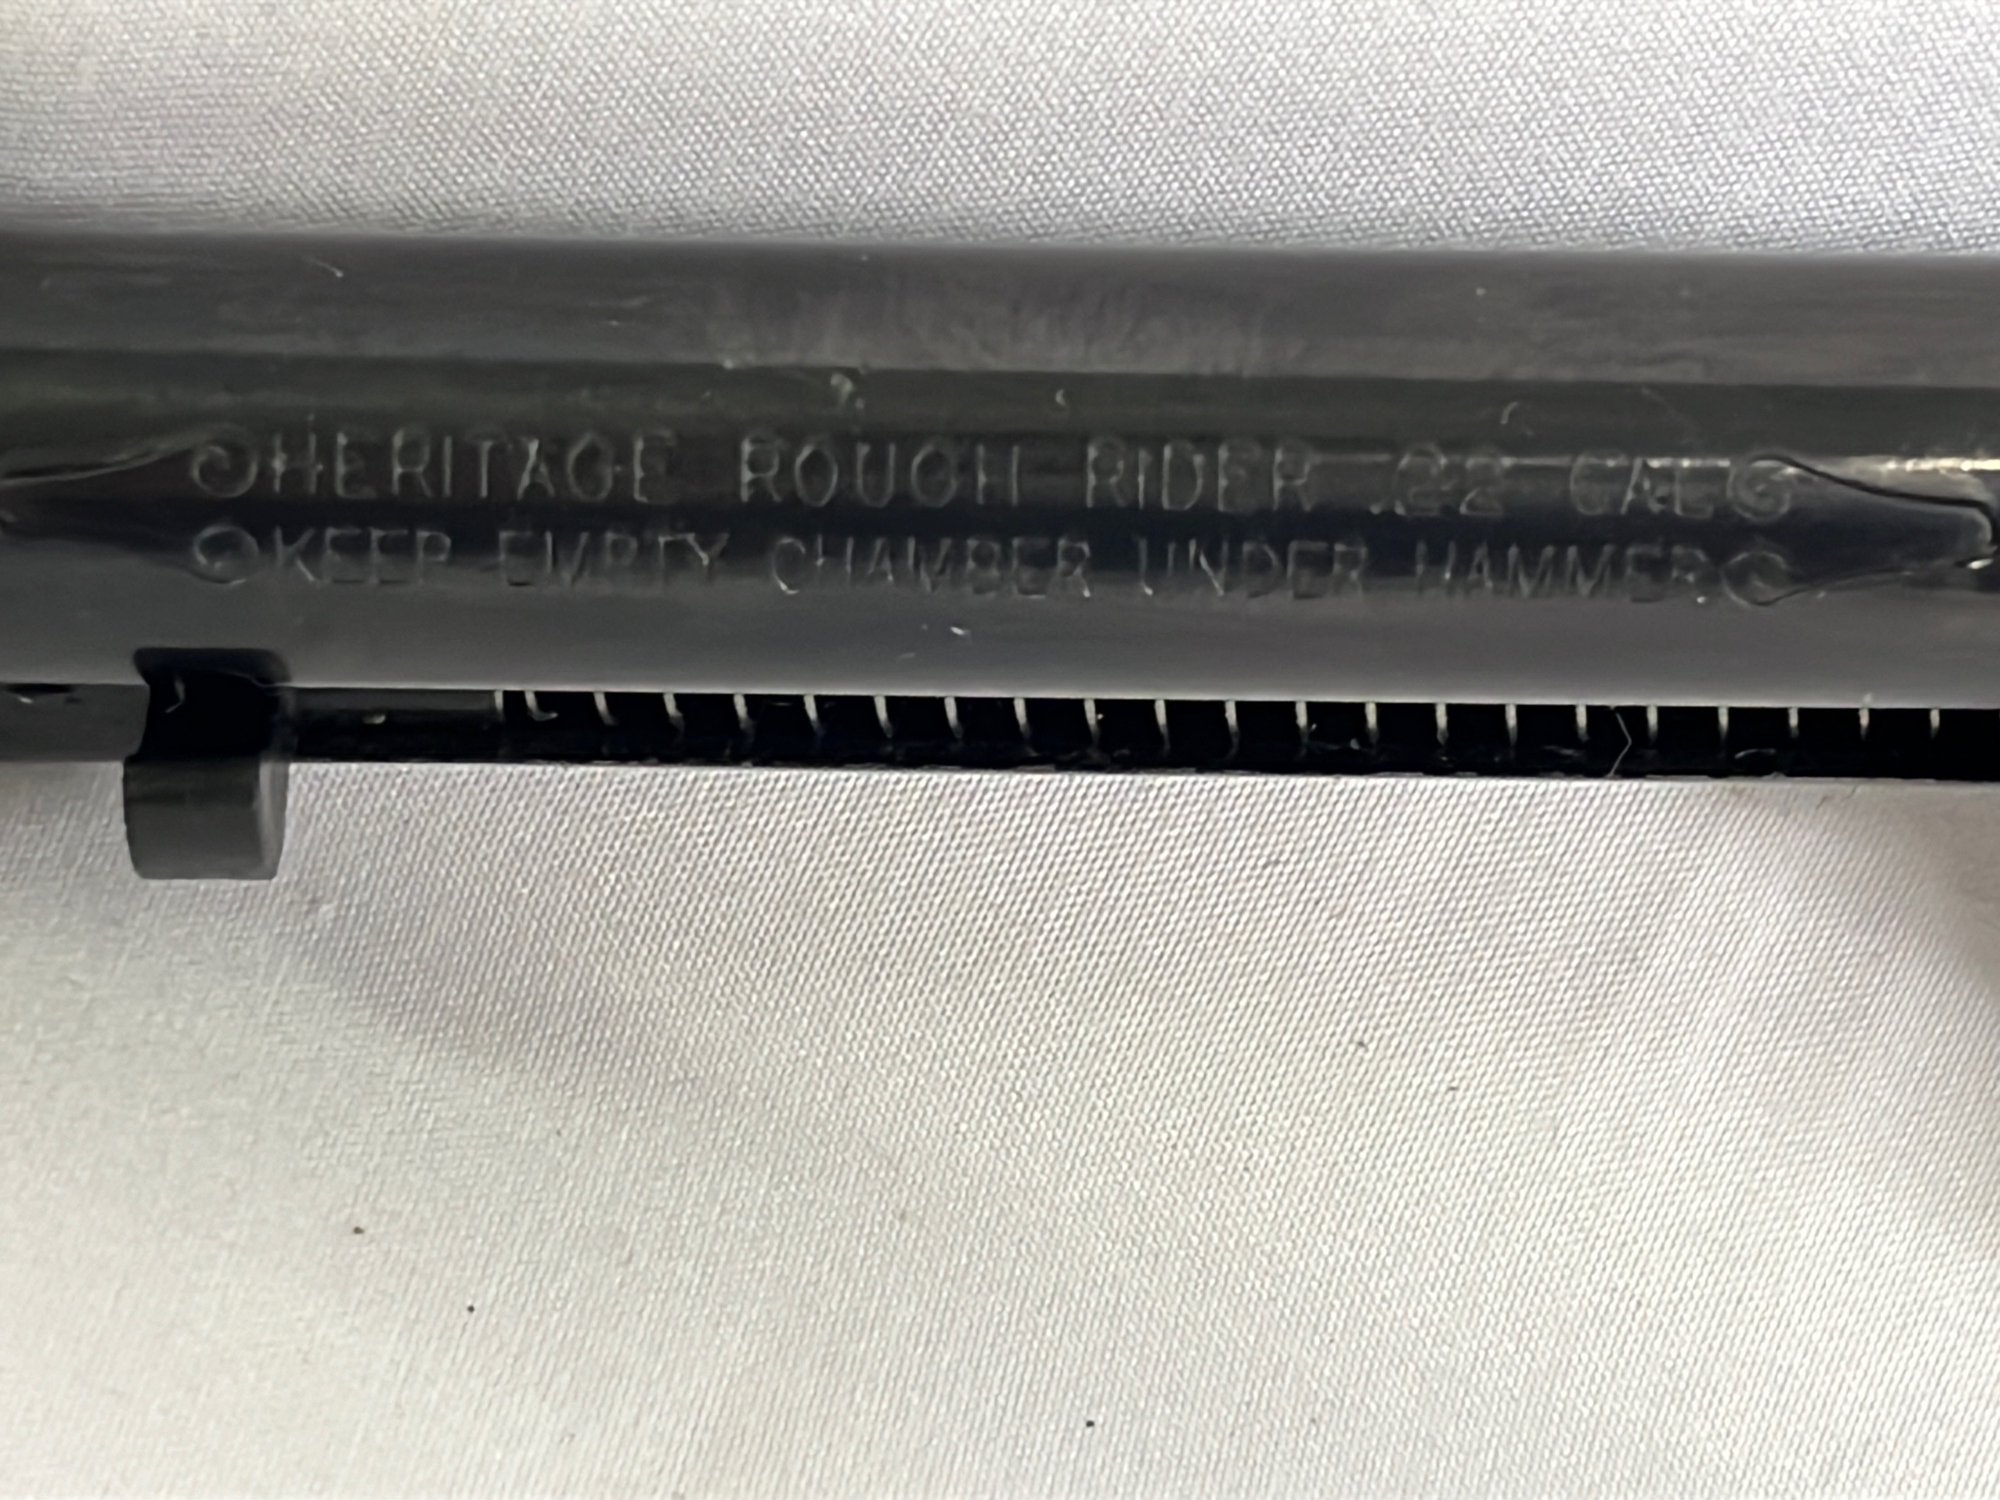 HERITAGE ROUGH RIDER .22 CAL
KEEP EMPTY CHAMBER UNDER HAMMER